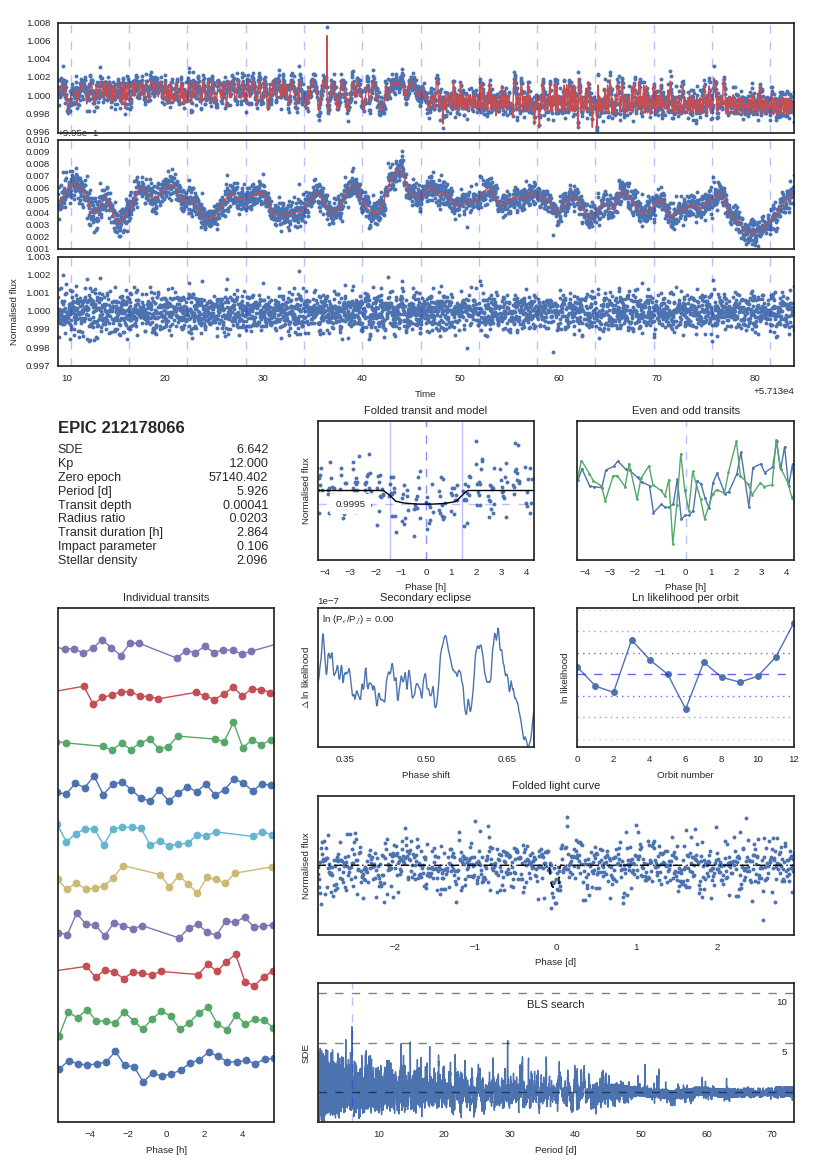 1.008
1.006
1.004
1.002
1.000
0.998
0.996
+9.95e−1
0.010
0.009
0.008
0.007
0.006
0.005
0.004
0.003
0.002
0.001
1.003
1.002
1.001
1.000
0.999
0.998
0.997
Normalised flux
10 20 30 40 50 60 70 80
Time
+5.713e4
EPIC 212178066
SDE 6.642
Kp 12.000
Zero epoch 57140.402
Period [d] 5.926
Transit depth 0.00041
Radius ratio 0.0203
Transit duration [h] 2.864
Impact parameter 0.106
Stellar density 2.096
Folded transit and model
Normalised flux
0.9995
−4 −3 −2 −1 0 1 2 3 4
Phase [h]
Even and odd transits
−4 −3 −2 −1 0 1 2 3 4
Phase [h]
Individual transits
−4 −2 0 2 4
Phase [h]
Secondary eclipse
1e−7
ln (Pₑ/P𝒻) = 0.00
Δ ln likelihood
0.35 0.50 0.65
Phase shift
Ln likelihood per orbit
ln likelihood
0 2 4 6 8 10 12
Orbit number
Folded light curve
Normalised flux
−2 −1 0 1 2
Phase [d]
BLS search
10
5
SDE
10 20 30 40 50 60 70
Period [d]